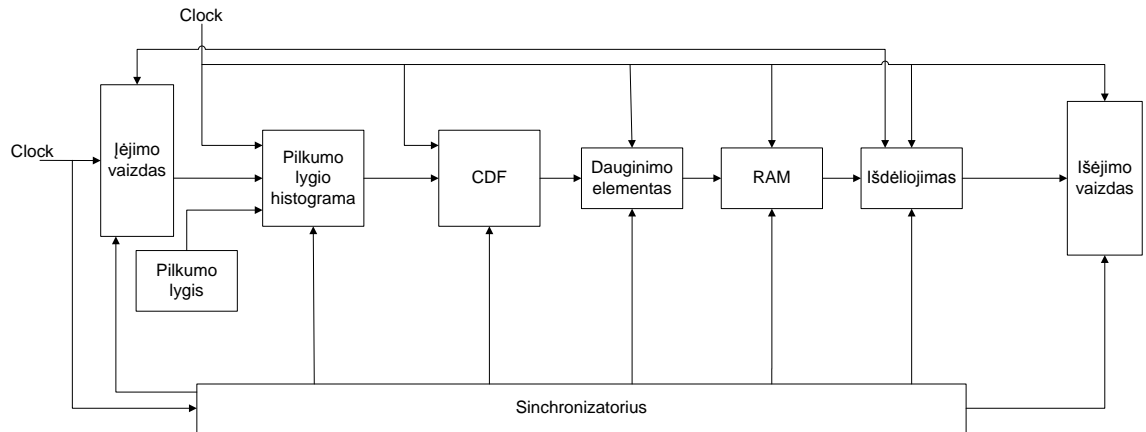 Clock
Clock
Įėjimo
vaizdas
Pilkumo
lygio
histograma
CDF
Dauginimo
elementas
RAM
Išdėliojimas
Išėjimo
vaizdas
Pilkumo
lygis
Sinchronizatorius